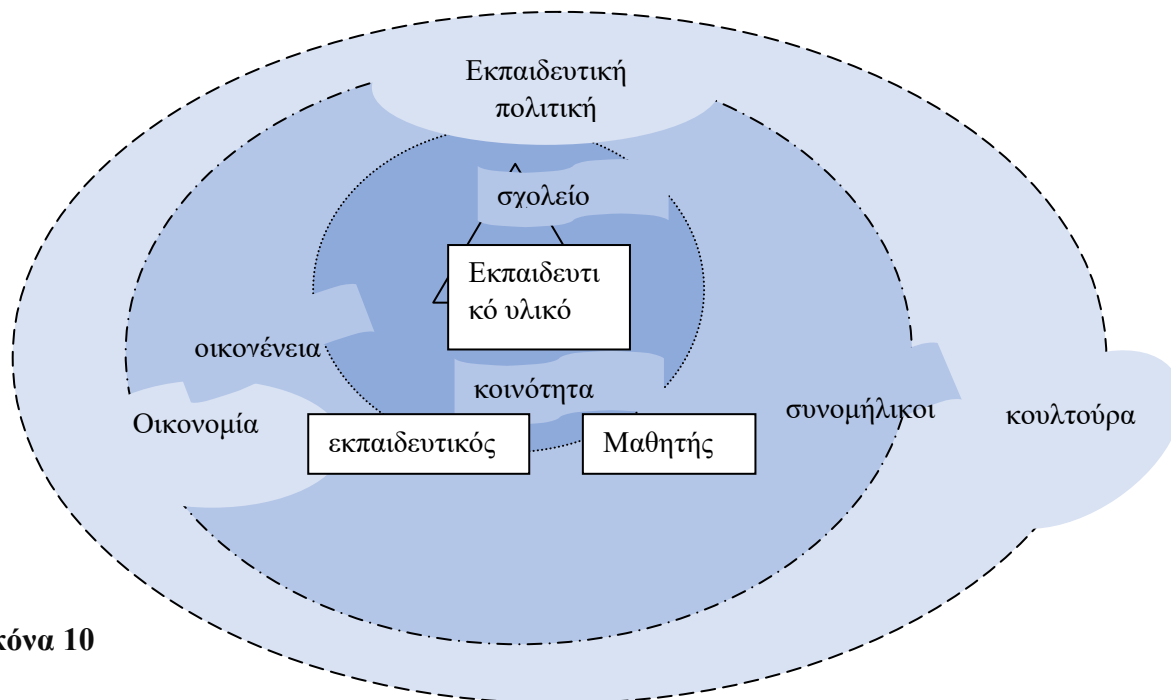 Εκπαιδευτική
πολιτική
σχολείο
Εκπαιδευτι
κό υλικό
οικογένεια
κοινότητα
Οικονομία
εκπαιδευτικός
Μαθητής
συνομήλικοι
κουλτούρα
κόνα 10